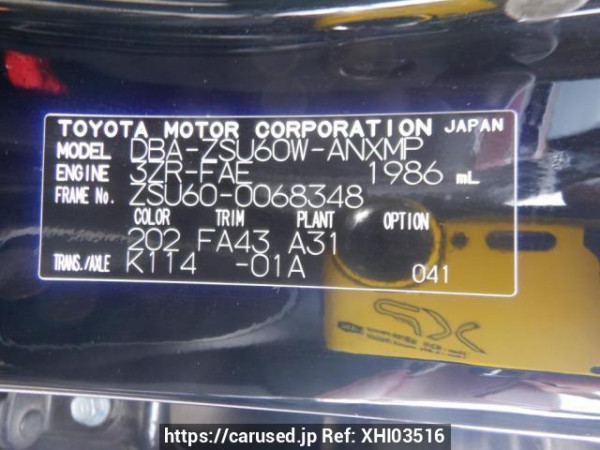 TOYOTA MOTOR CORPORATION JAPAN
MODEL DBA-ZSU60W-ANXMP
ENGINE 3ZR-FAE 1986 mL
FRAME No. ZSU60-0068348
COLOR TRIM PLANT OPTION
202 FA43 A31
TRANS./AXLE K114 -01A 041
https://carused.jp Ref: XHI03516